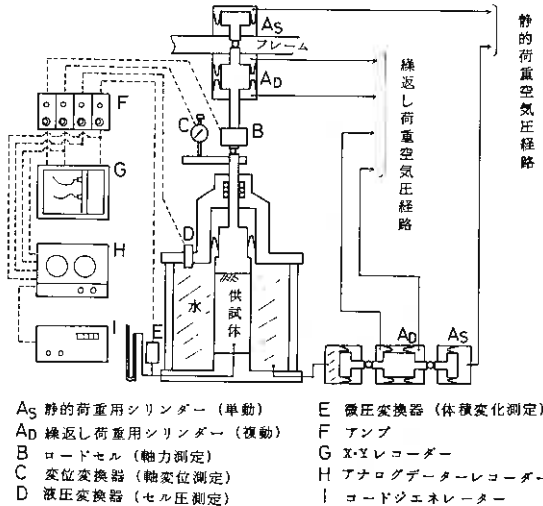 AS
フレーム
AD
静的荷重空気圧経路
繰返し荷重空気圧経路
F
C
B
G
D
H
水
供試体
I
E
AD
AS
AS 静的荷重用シリンダー (単動)
AD 繰返し荷重用シリンダー (複動)
B ロードセル (軸力測定)
C 変位変換器 (軸変位測定)
D 液圧変換器 (セル圧測定)
E 微圧変換器 (体積変化測定)
F アンプ
G X-Yレコーダー
H アナログデーターレコーダー
I コードジエネレーター